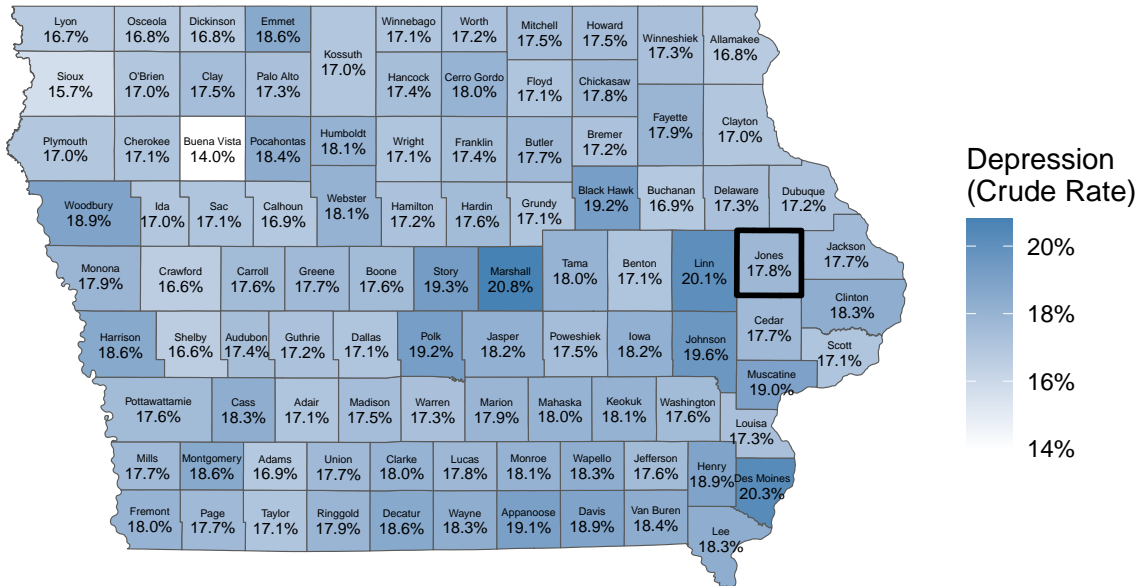 Lyon
16.7%
Osceola
16.8%
Dickinson
16.8%
Emmet
18.6%
Kossuth
17.0%
Winnebago
17.1%
Worth
17.2%
Mitchell
17.5%
Howard
17.5%
Winneshiek
17.3%
Allamakee
16.8%
Sioux
15.7%
O'Brien
17.0%
Clay
17.5%
Palo Alto
17.3%
Hancock
17.4%
Cerro Gordo
18.0%
Floyd
17.1%
Chickasaw
17.8%
Fayette
17.9%
Clayton
17.0%
Plymouth
17.0%
Cherokee
17.1%
Buena Vista
14.0%
Pocahontas
18.4%
Humboldt
18.1%
Wright
17.1%
Franklin
17.4%
Butler
17.7%
Bremer
17.2%
Woodbury
18.9%
Ida
17.0%
Sac
17.1%
Calhoun
16.9%
Webster
18.1%
Hamilton
17.2%
Hardin
17.6%
Grundy
17.1%
Black Hawk
19.2%
Buchanan
16.9%
Delaware
17.3%
Dubuque
17.2%
Monona
17.9%
Crawford
16.6%
Carroll
17.6%
Greene
17.7%
Boone
17.6%
Story
19.3%
Marshall
20.8%
Tama
18.0%
Benton
17.1%
Linn
20.1%
Jones
17.8%
Jackson
17.7%
Clinton
18.3%
Harrison
18.6%
Shelby
16.6%
Audubon
17.4%
Guthrie
17.2%
Dallas
17.1%
Polk
19.2%
Jasper
18.2%
Poweshiek
17.5%
Iowa
18.2%
Johnson
19.6%
Cedar
17.7%
Scott
17.1%
Muscatine
19.0%
Pottawattamie
17.6%
Cass
18.3%
Adair
17.1%
Madison
17.5%
Warren
17.3%
Marion
17.9%
Mahaska
18.0%
Keokuk
18.1%
Washington
17.6%
Louisa
17.3%
Mills
17.7%
Montgomery
18.6%
Adams
16.9%
Union
17.7%
Clarke
18.0%
Lucas
17.8%
Monroe
18.1%
Wapello
18.3%
Jefferson
17.6%
Henry
18.9%
Des Moines
20.3%
Fremont
18.0%
Page
17.7%
Taylor
17.1%
Ringgold
17.9%
Decatur
18.6%
Wayne
18.3%
Appanoose
19.1%
Davis
18.9%
Van Buren
18.4%
Lee
18.3%
Depression
(Crude Rate)
20%
18%
16%
14%